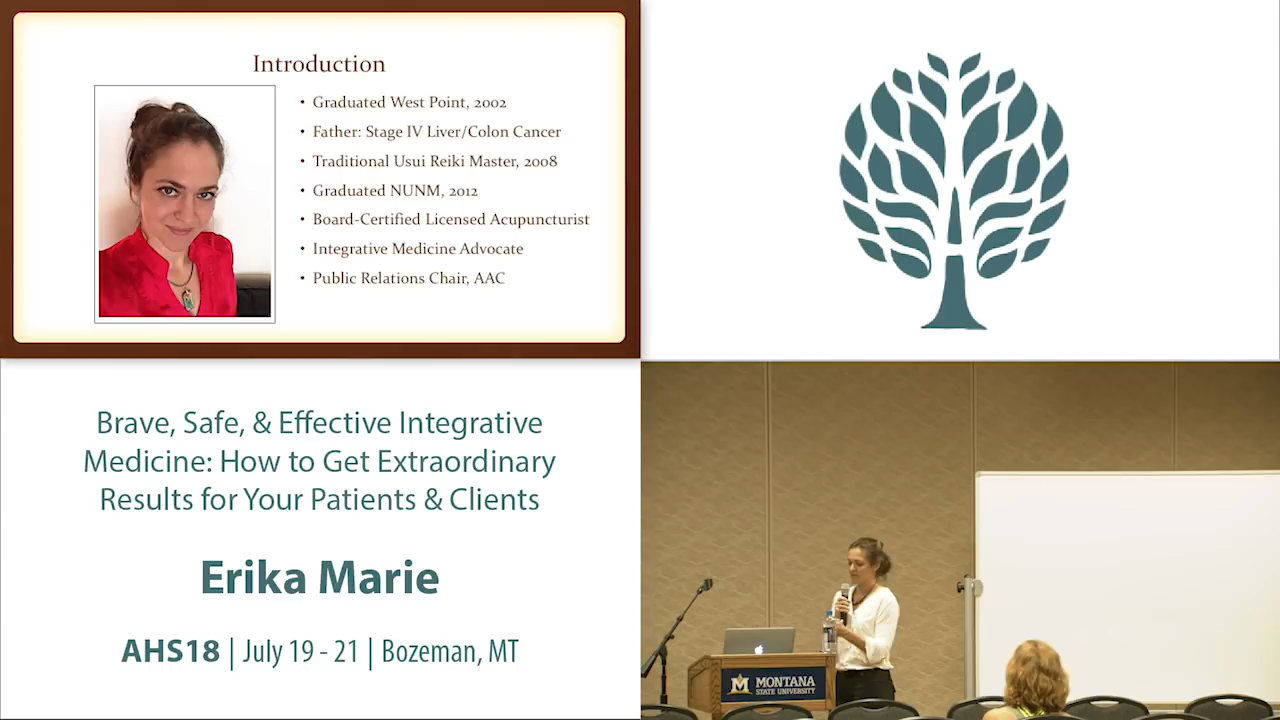 Introduction
• Graduated West Point, 2002
• Father: Stage IV Liver/Colon Cancer
• Traditional Usui Reiki Master, 2008
• Graduated NUNM, 2012
• Board-Certified Licensed Acupuncturist
• Integrative Medicine Advocate
• Public Relations Chair, AAC
Brave, Safe, & Effective Integrative
Medicine: How to Get Extraordinary
Results for Your Patients & Clients
Erika Marie
AHS18 | July 19 - 21 | Bozeman, MT
M MONTANA
STATE UNIVERSITY